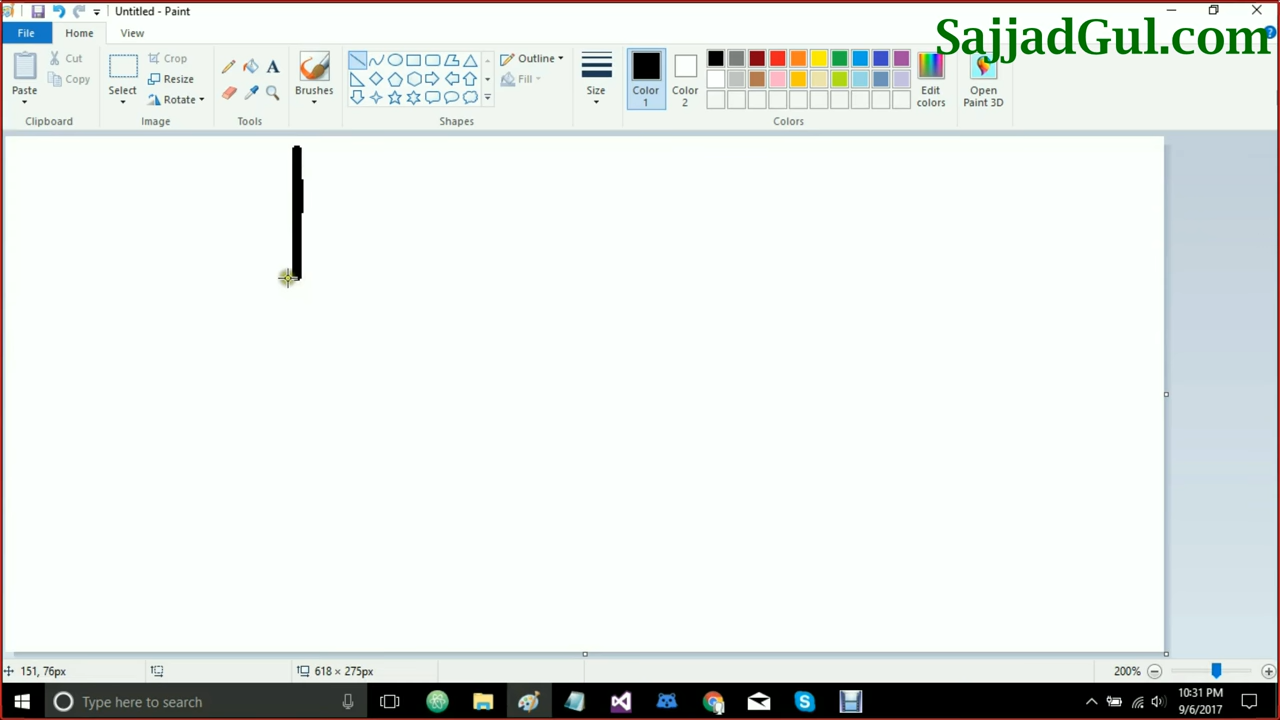 Untitled - Paint
SajjadGul.com
File
Home
View
Paste
Cut
Copy
Clipboard
Select
Crop
Resize
Rotate
Image
A
Tools
Brushes
Outline
Fill
Shapes
Size
Color 1
Color 2
Edit colors
Open Paint 3D
Colors
151, 76px
618 × 275px
200%
Type here to search
10:31 PM
9/6/2017